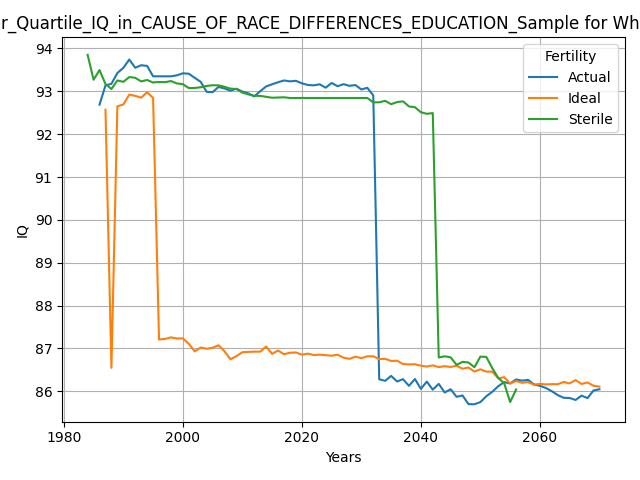 r_Quartile_IQ_in_CAUSE_OF_RACE_DIFFERENCES_EDUCATION_Sample for Wh
Fertility
Actual
Ideal
Sterile
94
93
92
91
90
89
88
87
86
IQ
1980
2000
2020
2040
2060
Years